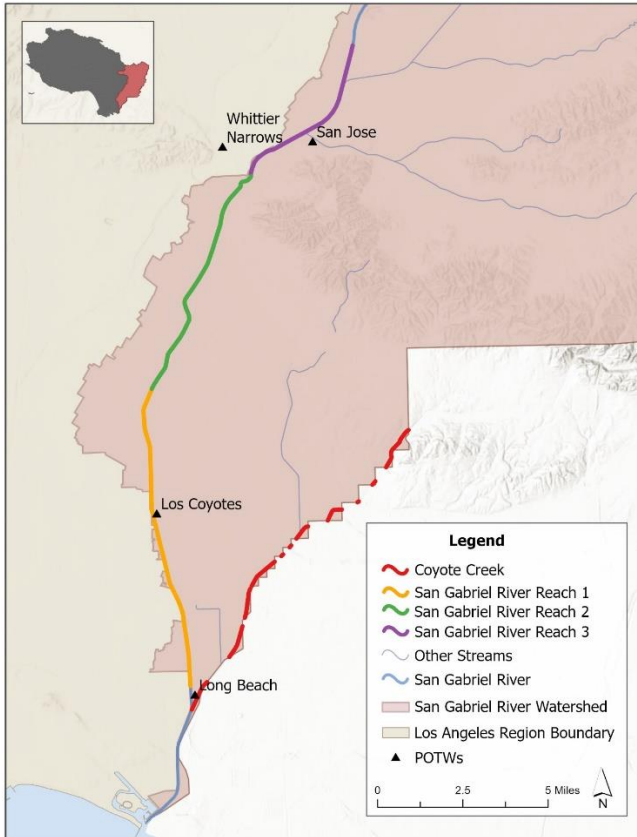 Whittier
Narrows
San Jose
Los Coyotes
Long Beach
Legend
Coyote Creek
San Gabriel River Reach 1
San Gabriel River Reach 2
San Gabriel River Reach 3
Other Streams
San Gabriel River
San Gabriel River Watershed
Los Angeles Region Boundary
POTWs
0 2.5 5 Miles
N